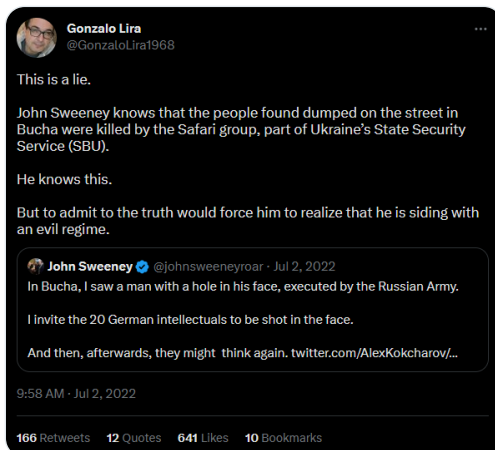 Gonzalo Lira
@GonzaloLira1968
This is a lie.
John Sweeney knows that the people found dumped on the street in
Bucha were killed by the Safari group, part of Ukraine's State Security
Service (SBU).
He knows this.
But to admit to the truth would force him to realize that he is siding with
an evil regime.
John Sweeney @johnsweeneyroar · Jul 2, 2022
In Bucha, I saw a man with a hole in his face, executed by the Russian Army.
I invite the 20 German intellectuals to be shot in the face.
And then, afterwards, they might think again. twitter.com/AlexKokcharov/...
9:58 AM · Jul 2, 2022
166 Retweets 12 Quotes 641 Likes 10 Bookmarks